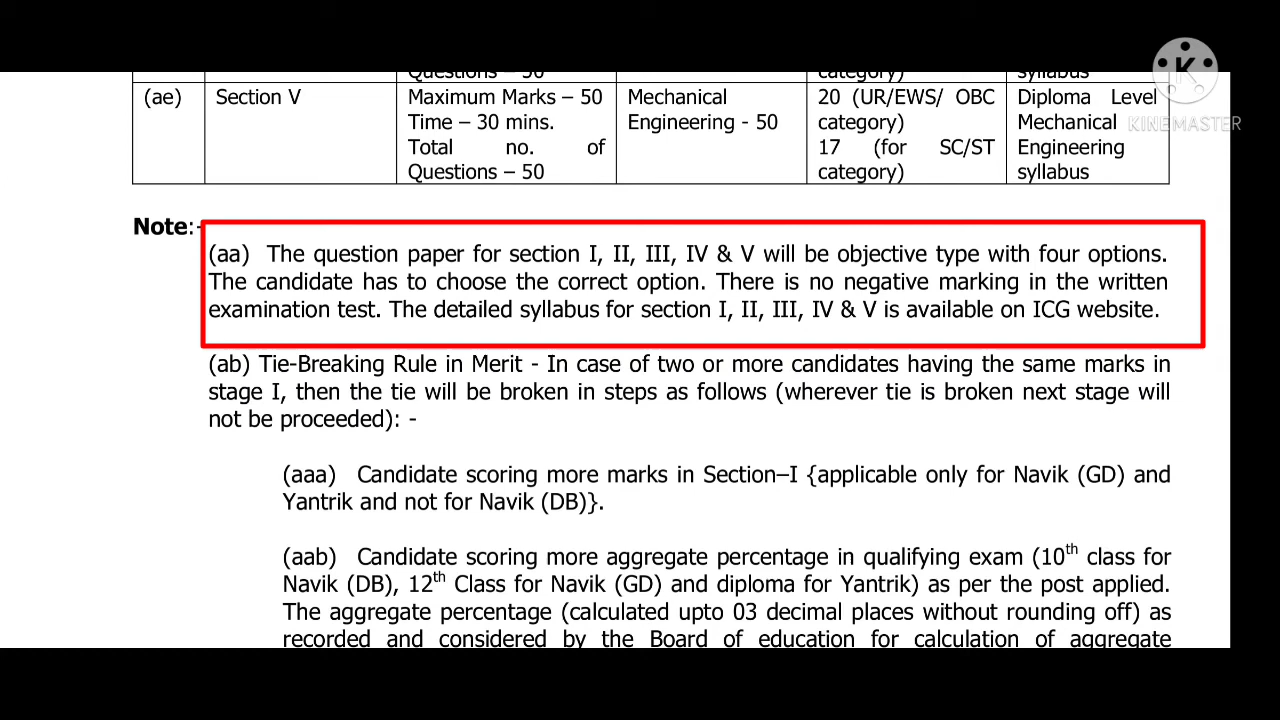 Questions – 50 category) syllabus
(ae) Section V Maximum Marks – 50 Mechanical 20 (UR/EWS/ OBC Diploma Level
Time – 30 mins. Engineering - 50 category) Mechanical
Total no. of 17 (for SC/ST Engineering
Questions – 50 category) syllabus
K
KINEMASTER
Note:-
(aa) The question paper for section I, II, III, IV & V will be objective type with four options.
The candidate has to choose the correct option. There is no negative marking in the written
examination test. The detailed syllabus for section I, II, III, IV & V is available on ICG website.
(ab) Tie-Breaking Rule in Merit - In case of two or more candidates having the same marks in
stage I, then the tie will be broken in steps as follows (wherever tie is broken next stage will
not be proceeded): -
(aaa) Candidate scoring more marks in Section–I {applicable only for Navik (GD) and
Yantrik and not for Navik (DB)}.
(aab) Candidate scoring more aggregate percentage in qualifying exam (10th class for
Navik (DB), 12th Class for Navik (GD) and diploma for Yantrik) as per the post applied.
The aggregate percentage (calculated upto 03 decimal places without rounding off) as
recorded and considered by the Board of education for calculation of aggregate